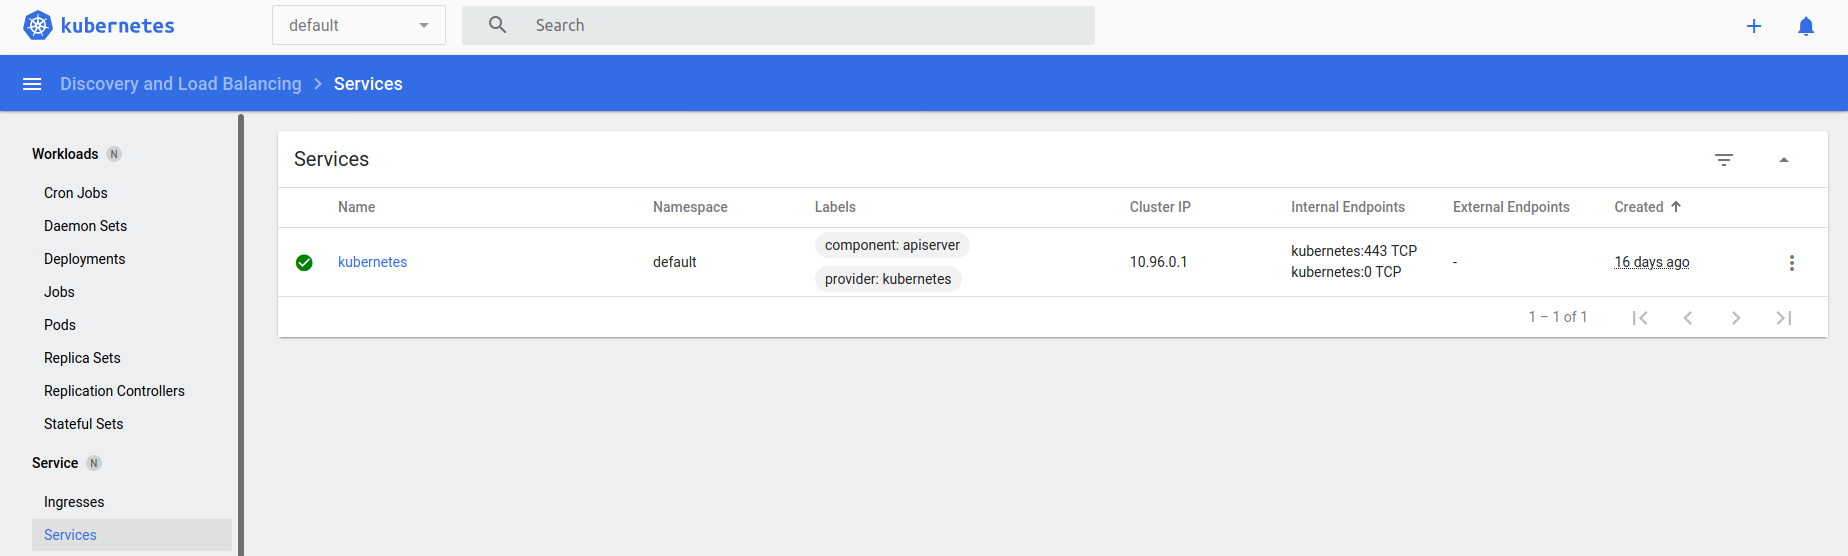 kubernetes
default
Search
Discovery and Load Balancing
Services
Workloads N
Cron Jobs
Daemon Sets
Deployments
Jobs
Pods
Replica Sets
Replication Controllers
Stateful Sets
Service N
Ingresses
Services
Services
Name Namespace Labels Cluster IP Internal Endpoints External Endpoints Created
kubernetes default component: apiserver 10.96.0.1 kubernetes:443 TCP - 16 days ago
provider: kubernetes kubernetes:0 TCP
1 – 1 of 1